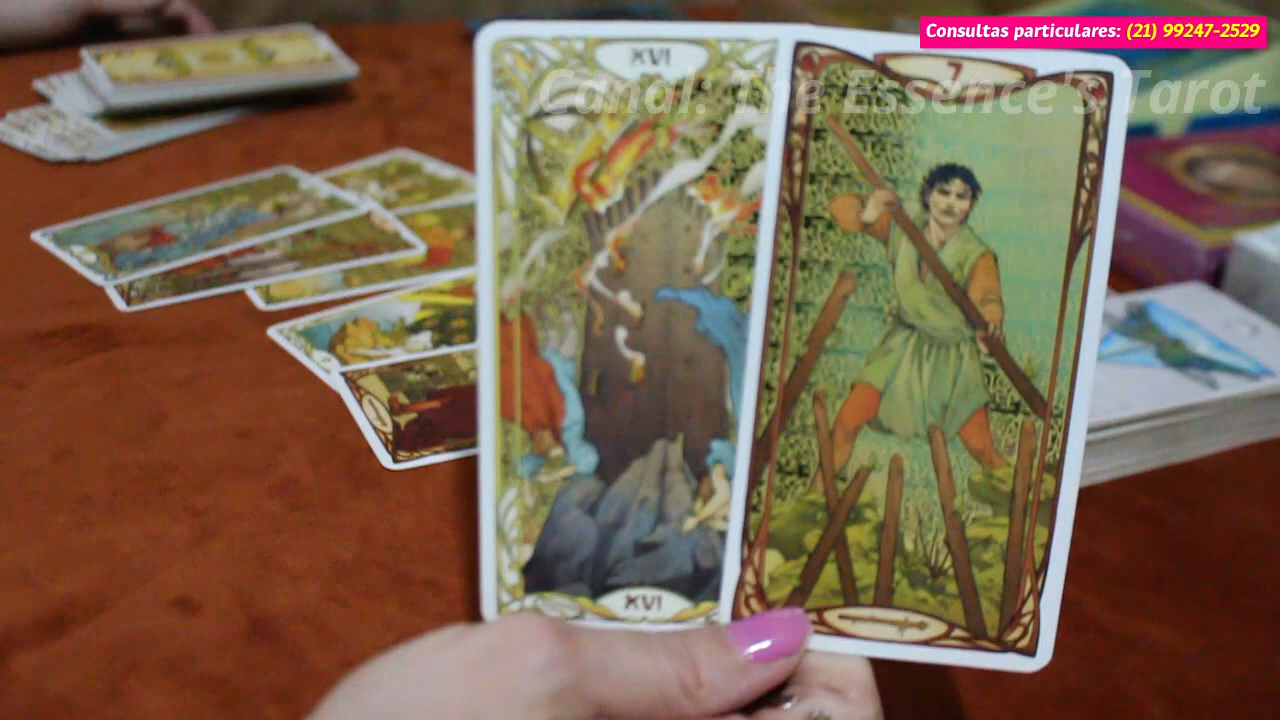 Consultas particulares: (21) 99247-2529
Canal: The Essence's Tarot
XVI
7
XVI